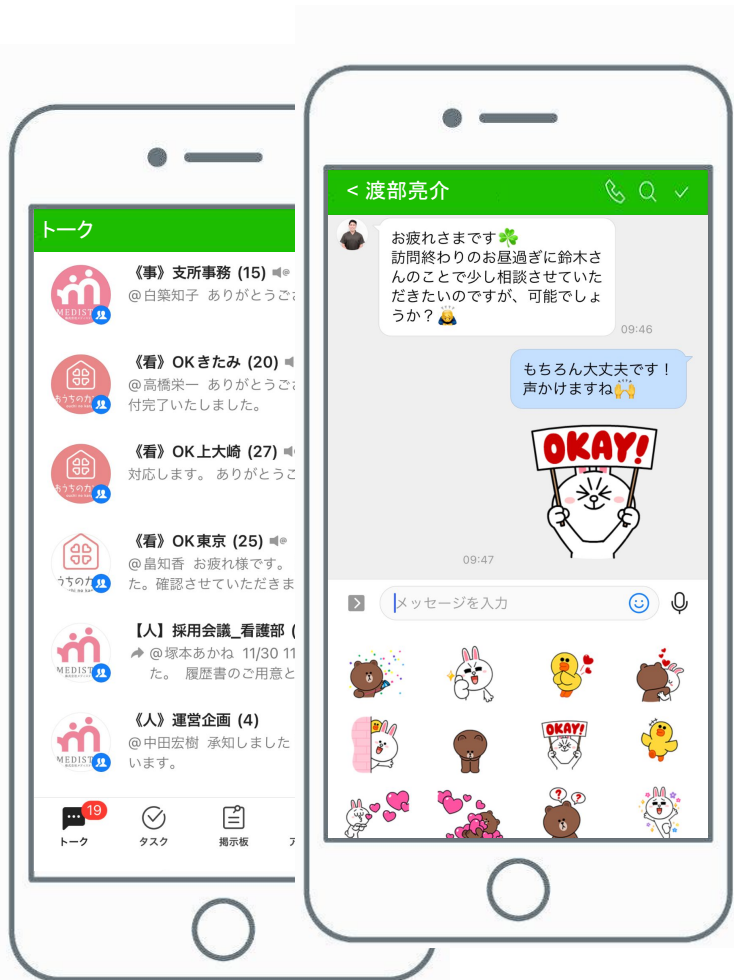 トーク
《事》支所事務 (15)
@白築知子 ありがとうご
《看》OKきたみ (20)
@高橋栄一 ありがとうご
付完了いたしました。
《看》OK上大崎 (27)
対応します。 ありがとうご
《看》OK東京 (25)
@畠知香 お疲れ様です。
た。確認させていただきま
【人】採用会議_看護部 (
@塚本あかね 11/30 11
た。 履歴書のご用意と
《人》運営企画 (4)
@中田宏樹 承知しました
います。
MEDIST
おうちのカ
おうちのカ
うちのカ
MEDIST
MEDIST
19
トーク
タスク
掲示板
< 渡部亮介
お疲れさまです☘️
訪問終わりのお昼過ぎに鈴木さ
んのことで少し相談させていた
だきたいのですが、可能でしょ
うか？🙇
09:46
もちろん大丈夫です！
声かけますね🙌
OKAY!
09:47
メッセージを入力
OKAY!